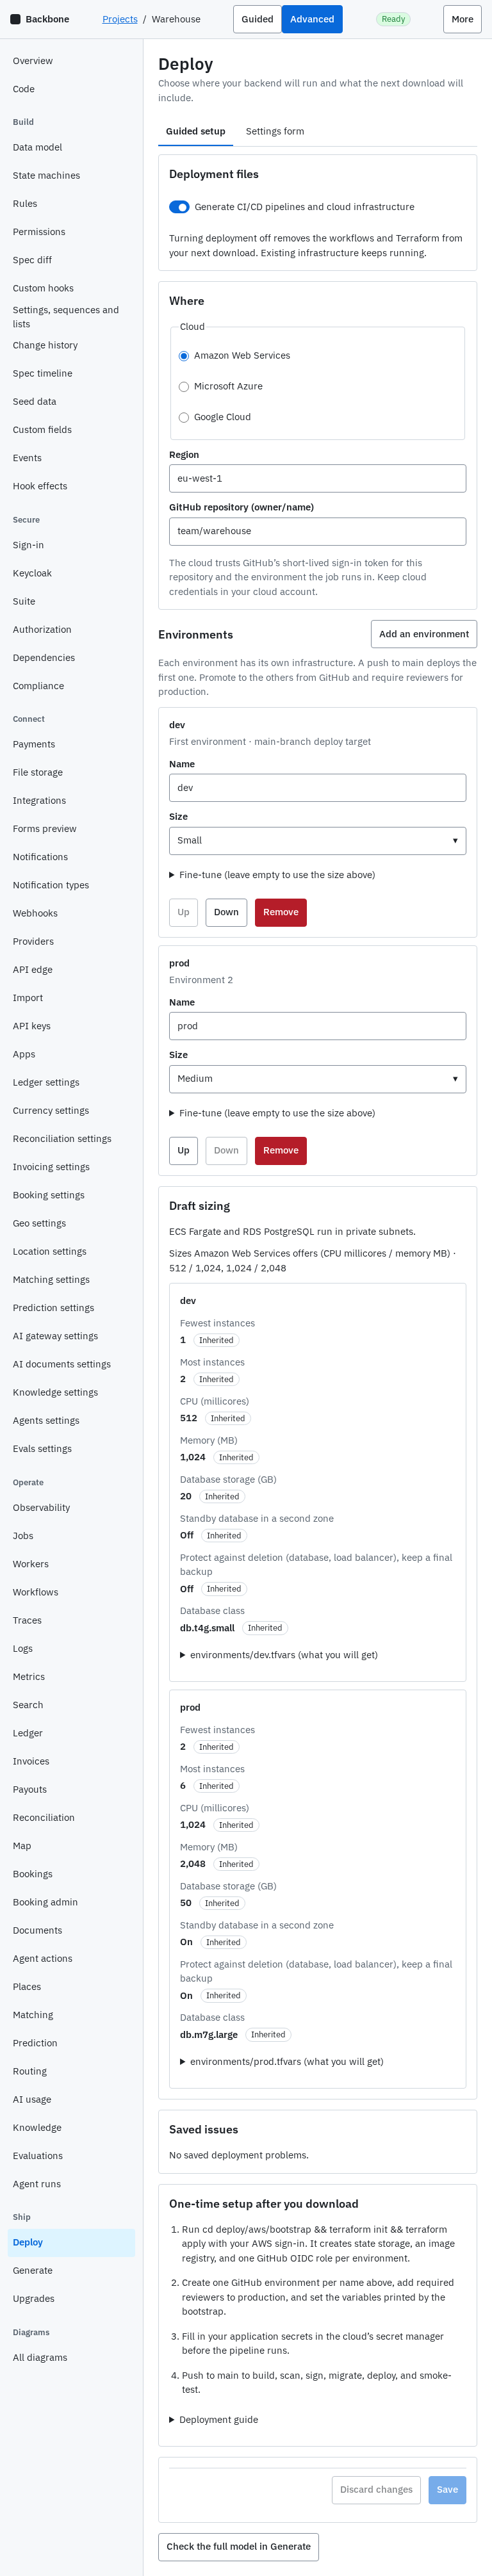 Backbone
Projects / Warehouse
Guided
Advanced
Ready
More
Overview
Code
Build
Data model
State machines
Rules
Permissions
Spec diff
Custom hooks
Settings, sequences and
lists
Change history
Spec timeline
Seed data
Custom fields
Events
Hook effects
Secure
Sign-in
Keycloak
Suite
Authorization
Dependencies
Compliance
Connect
Payments
File storage
Integrations
Forms preview
Notifications
Notification types
Webhooks
Providers
API edge
Import
API keys
Apps
Ledger settings
Currency settings
Reconciliation settings
Invoicing settings
Booking settings
Geo settings
Location settings
Matching settings
Prediction settings
AI gateway settings
AI documents settings
Knowledge settings
Agents settings
Evals settings
Operate
Observability
Jobs
Workers
Workflows
Traces
Logs
Metrics
Search
Ledger
Invoices
Payouts
Reconciliation
Map
Bookings
Booking admin
Documents
Agent actions
Places
Matching
Prediction
Routing
AI usage
Knowledge
Evaluations
Agent runs
Ship
Deploy
Generate
Upgrades
Diagrams
All diagrams
Deploy
Choose where your backend will run and what the next download will
include.
Guided setup
Settings form
Deployment files
Generate CI/CD pipelines and cloud infrastructure
Turning deployment off removes the workflows and Terraform from
your next download. Existing infrastructure keeps running.
Where
Cloud
Amazon Web Services
Microsoft Azure
Google Cloud
Region
eu-west-1
GitHub repository (owner/name)
team/warehouse
The cloud trusts GitHub’s short-lived sign-in token for this
repository and the environment the job runs in. Keep cloud
credentials in your cloud account.
Environments
Add an environment
Each environment has its own infrastructure. A push to main deploys the
first one. Promote to the others from GitHub and require reviewers for
production.
dev
First environment · main-branch deploy target
Name
dev
Size
Small
Fine-tune (leave empty to use the size above)
Up
Down
Remove
prod
Environment 2
Name
prod
Size
Medium
Fine-tune (leave empty to use the size above)
Up
Down
Remove
Draft sizing
ECS Fargate and RDS PostgreSQL run in private subnets.
Sizes Amazon Web Services offers (CPU millicores / memory MB) ·
512 / 1,024, 1,024 / 2,048
dev
Fewest instances
1 Inherited
Most instances
2 Inherited
CPU (millicores)
512 Inherited
Memory (MB)
1,024 Inherited
Database storage (GB)
20 Inherited
Standby database in a second zone
Off Inherited
Protect against deletion (database, load balancer), keep a final
backup
Off Inherited
Database class
db.t4g.small Inherited
environments/dev.tfvars (what you will get)
prod
Fewest instances
2 Inherited
Most instances
6 Inherited
CPU (millicores)
1,024 Inherited
Memory (MB)
2,048 Inherited
Database storage (GB)
50 Inherited
Standby database in a second zone
On Inherited
Protect against deletion (database, load balancer), keep a final
backup
On Inherited
Database class
db.m7g.large Inherited
environments/prod.tfvars (what you will get)
Saved issues
No saved deployment problems.
One-time setup after you download
1. Run cd deploy/aws/bootstrap && terraform init && terraform
apply with your AWS sign-in. It creates state storage, an image
registry, and one GitHub OIDC role per environment.
2. Create one GitHub environment per name above, add required
reviewers to production, and set the variables printed by the
bootstrap.
3. Fill in your application secrets in the cloud’s secret manager
before the pipeline runs.
4. Push to main to build, scan, sign, migrate, deploy, and smoke-
test.
Deployment guide
Discard changes
Save
Check the full model in Generate